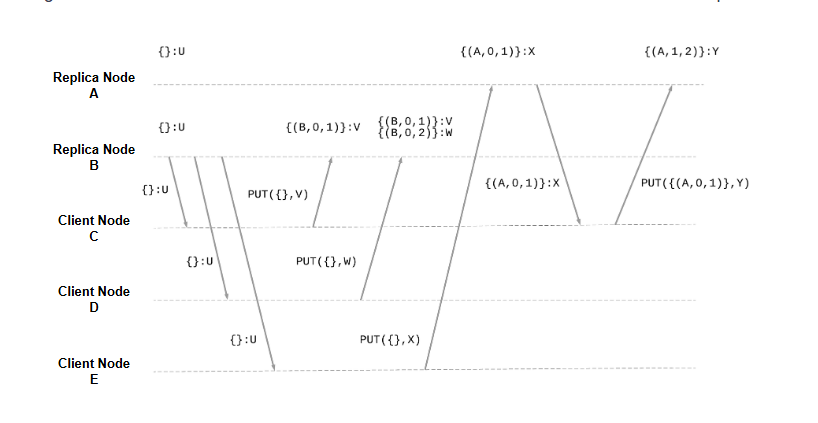 {}:U
{(A,0,1)}:X
{(A,1,2)}:Y
Replica Node
A
{}:U
{(B,0,1)}:V
{(B,0,1)}:V
{(B,0,2)}:W
Replica Node
B
{}:U
PUT({},V)
{(A,0,1)}:X
PUT({(A,0,1)},Y)
Client Node
C
{}:U
PUT({},W)
Client Node
D
{}:U
PUT({},X)
Client Node
E